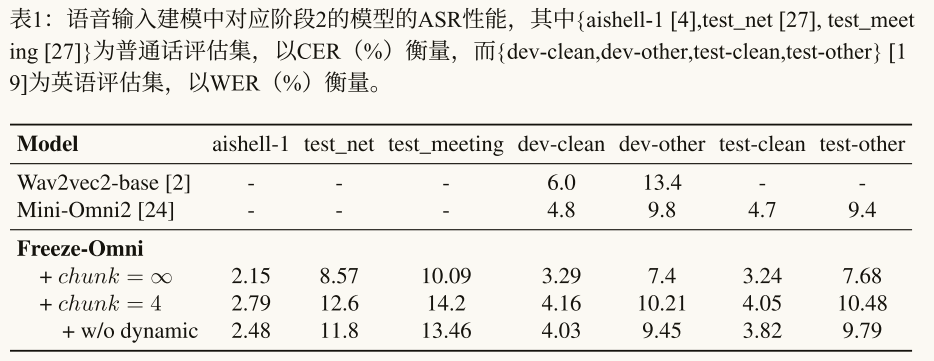 表1：语音输入建模中对应阶段2的模型的ASR性能，其中{aishell-1 [4],test_net [27], test_meet
ing [27]}为普通话评估集，以CER（%）衡量，而{dev-clean,dev-other,test-clean,test-other} [1
9]为英语评估集，以WER（%）衡量。
Model aishell-1 test_net test_meeting dev-clean dev-other test-clean test-other
Wav2vec2-base [2] - - - 6.0 13.4 - -
Mini-Omni2 [24] - - - 4.8 9.8 4.7 9.4
Freeze-Omni
+ chunk = ∞ 2.15 8.57 10.09 3.29 7.4 3.24 7.68
+ chunk = 4 2.79 12.6 14.2 4.16 10.21 4.05 10.48
+ w/o dynamic 2.48 11.8 13.46 4.03 9.45 3.82 9.79